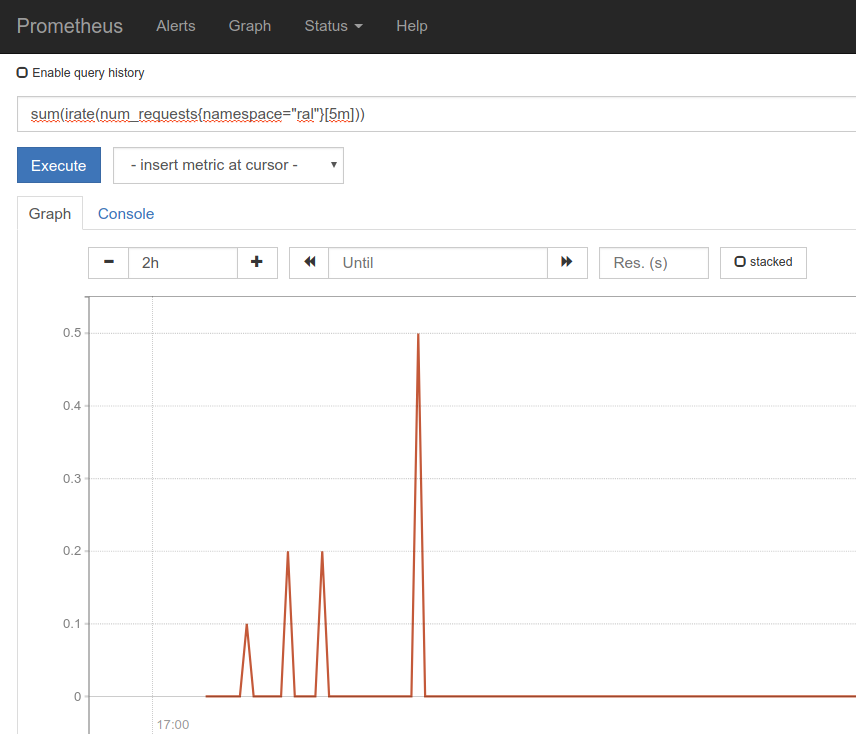 Prometheus Alerts Graph Status Help
Enable query history
sum(irate(num_requests{namespace="ral"}[5m]))
Execute - insert metric at cursor -
Graph Console
2h Until Res. (s) stacked
0.5
0.4
0.3
0.2
0.1
0
17:00